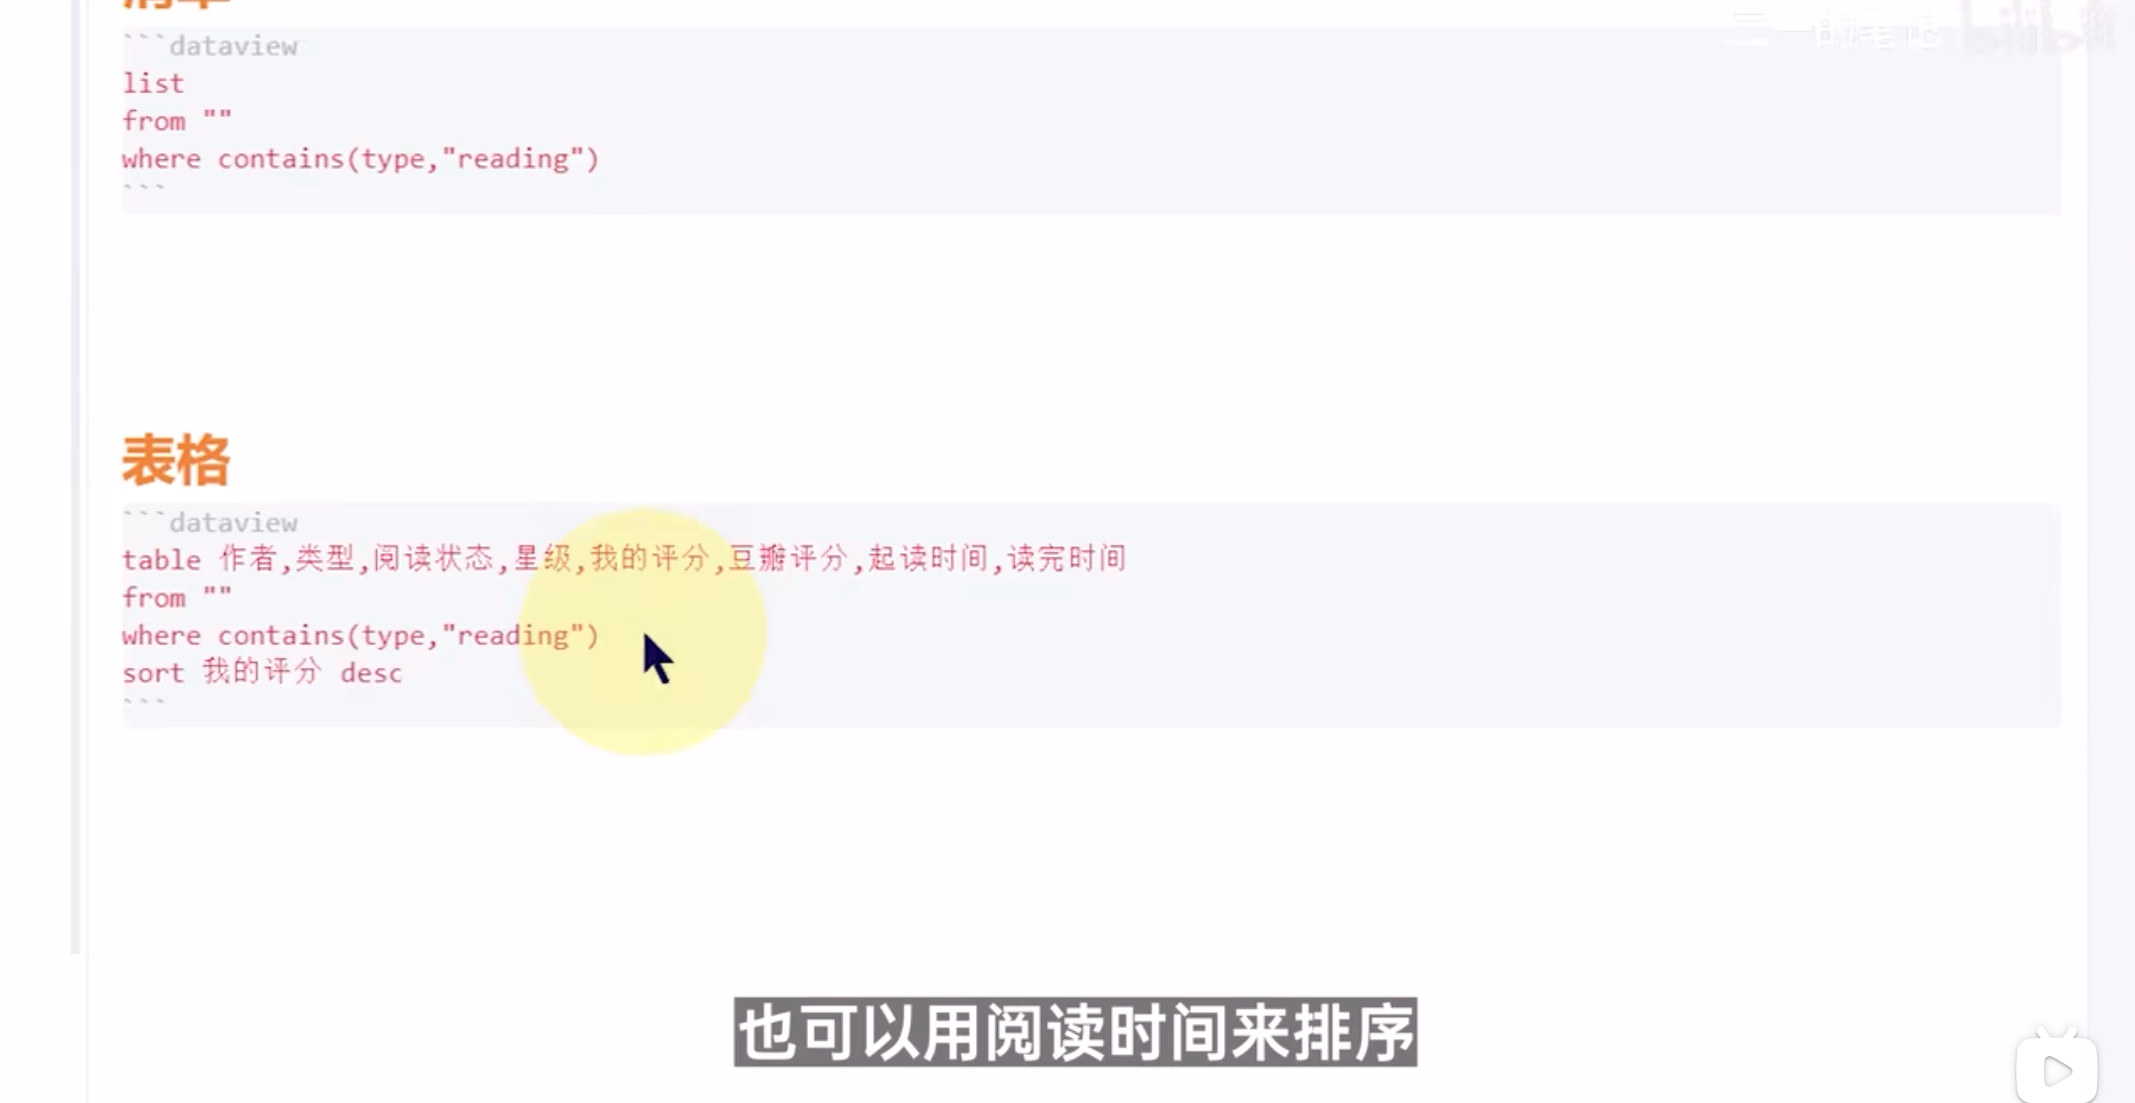 清单
```dataview
list
from ""
where contains(type,"reading")
```
表格
```dataview
table 作者,类型,阅读状态,星级,我的评分,豆瓣评分,起读时间,读完时间
from ""
where contains(type,"reading")
sort 我的评分 desc
```
也可以用阅读时间来排序